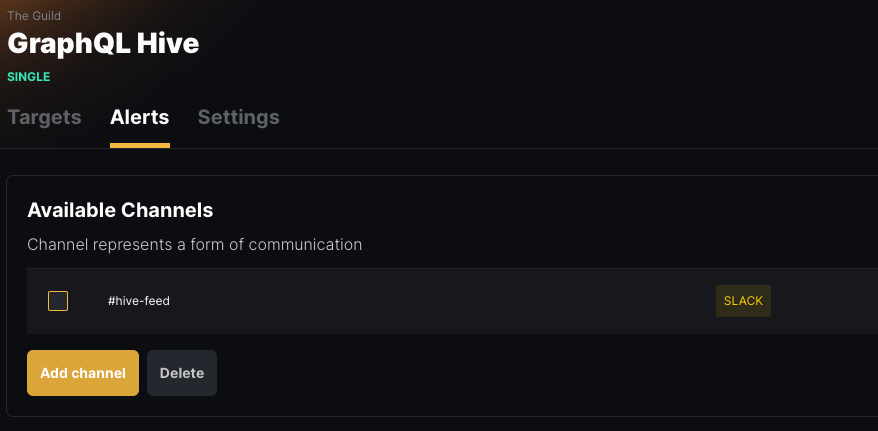 The Guild
GraphQL Hive
SINGLE
Targets Alerts Settings
Available Channels
Channel represents a form of communication
#hive-feed SLACK
Add channel Delete